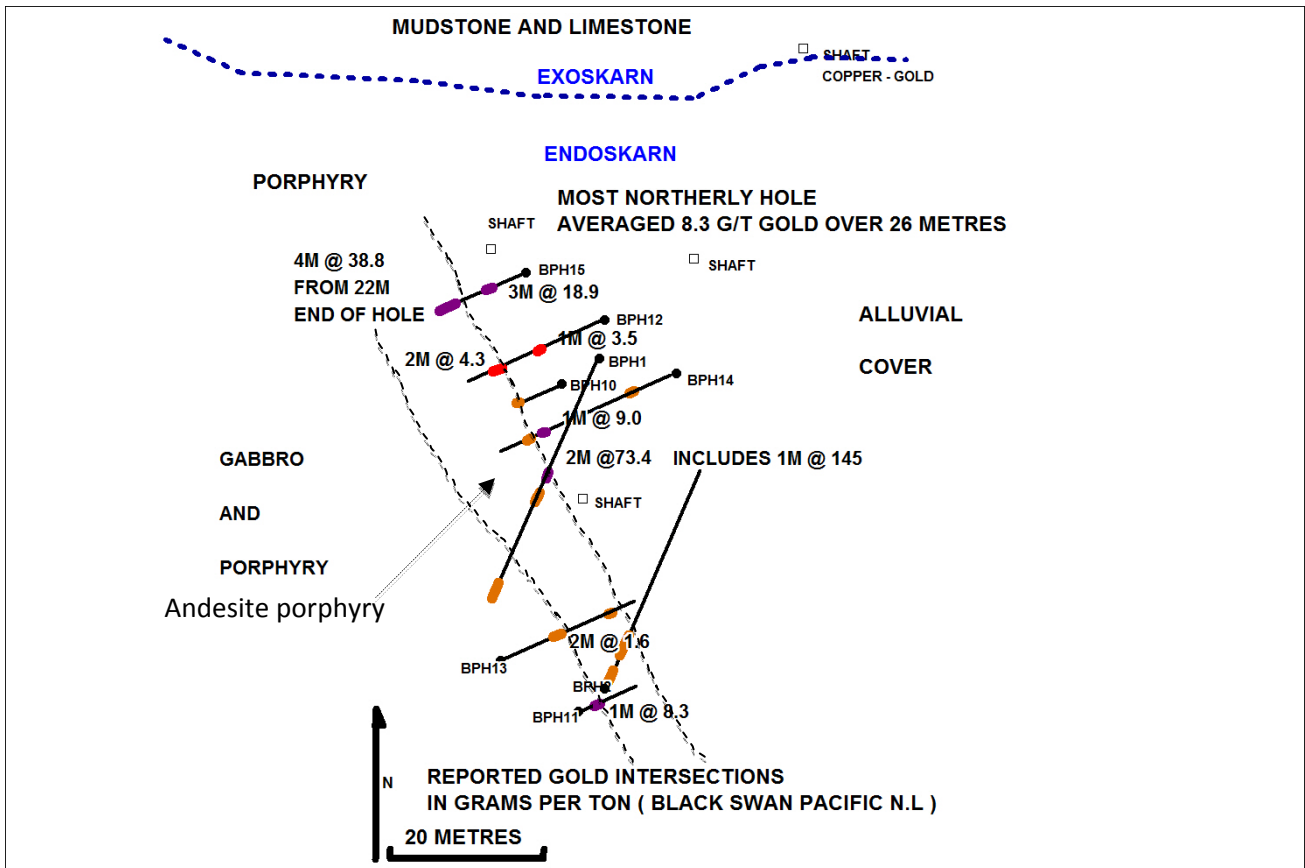 MUDSTONE AND LIMESTONE
SHAFT
COPPER - GOLD
EXOSKARN
ENDOSKARN
PORPHYRY
MOST NORTHERLY HOLE
AVERAGED 8.3 G/T GOLD OVER 26 METRES
SHAFT
SHAFT
4M @ 38.8
FROM 22M
END OF HOLE
BPH15
3M @ 18.9
ALLUVIAL
COVER
BPH12
1M @ 3.5
2M @ 4.3
BPH1
BPH14
BPH10
1M @ 9.0
2M @73.4
INCLUDES 1M @ 145
GABBRO
AND
PORPHYRY
SHAFT
Andesite porphyry
2M @ 1.6
BPH13
BPH2
BPH11
1M @ 8.3
N
REPORTED GOLD INTERSECTIONS
IN GRAMS PER TON ( BLACK SWAN PACIFIC N.L )
20 METRES